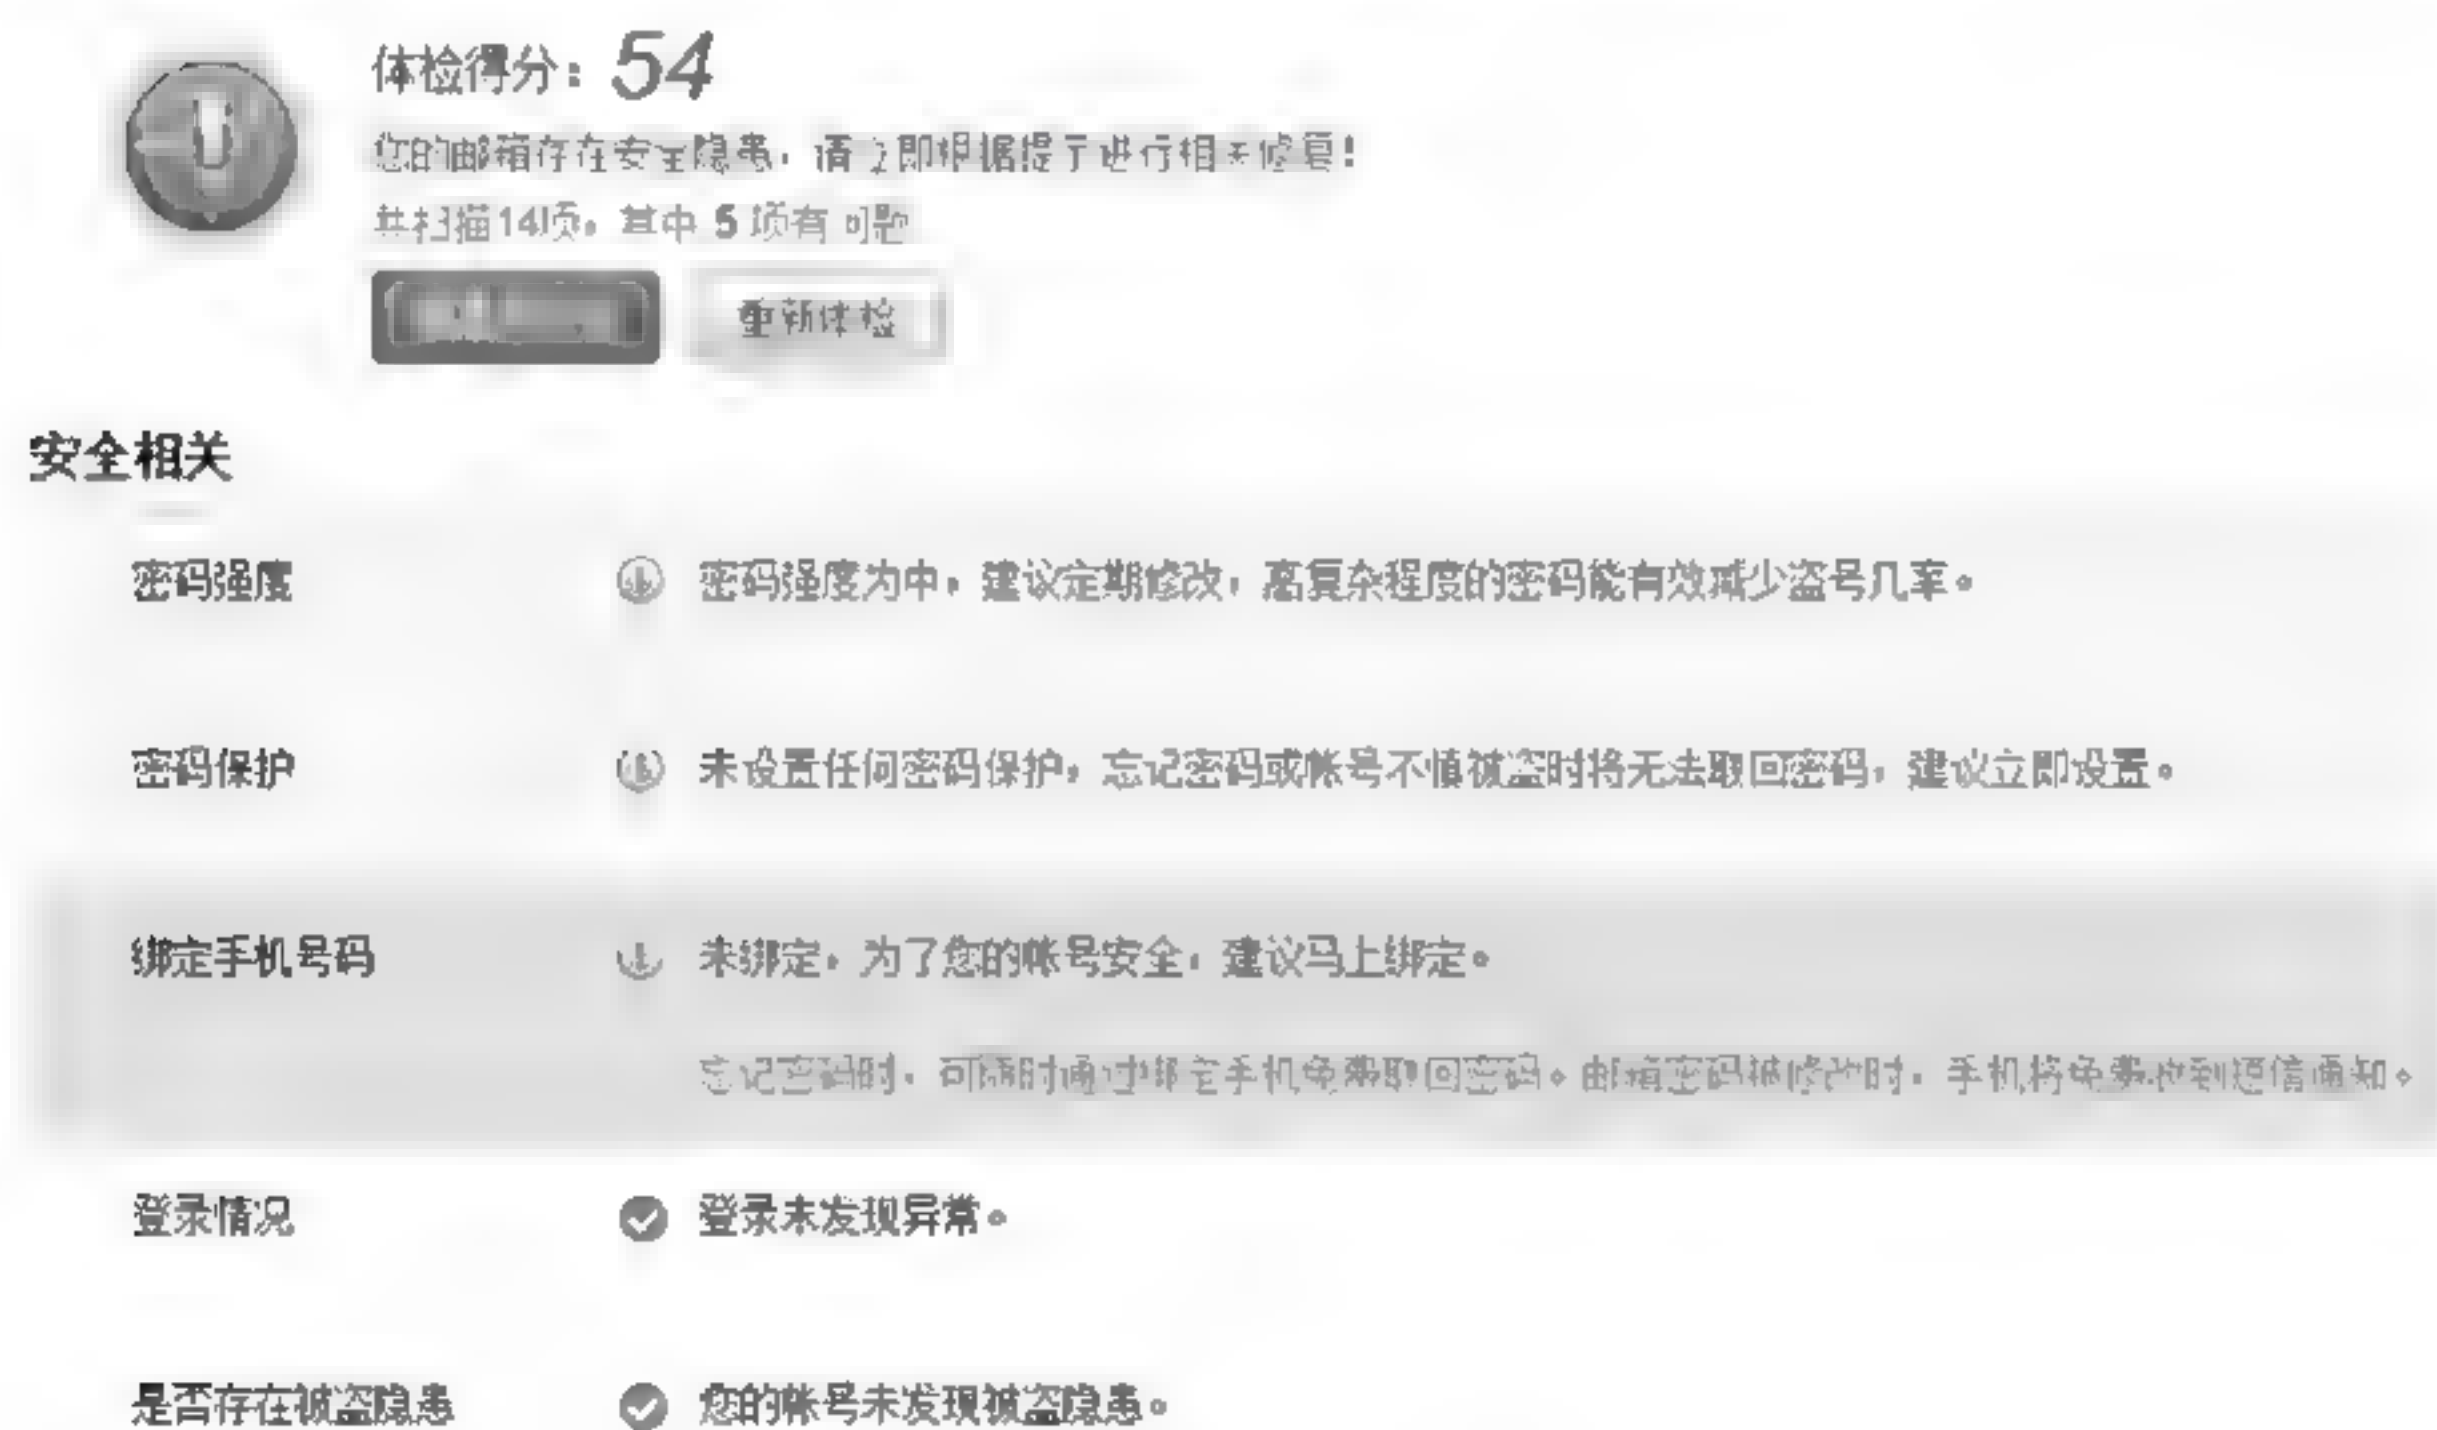 体检得分：54
您的邮箱存在安全隐患，请立即根据提示进行相关修复！
共扫描14项，其中 5 项有问题
重新体检
安全相关
密码强度 密码强度为中，建议定期修改，高复杂程度的密码能有效减少盗号几率。
密码保护 未设置任何密码保护，忘记密码或帐号不慎被盗时将无法取回密码，建议立即设置。
绑定手机号码 未绑定，为了您的帐号安全，建议马上绑定。
忘记密码时，可随时通过绑定手机免费取回密码。邮箱密码被修改时，手机将免费收到短信通知。
登录情况 登录未发现异常。
是否存在被盗隐患 您的帐号未发现被盗隐患。